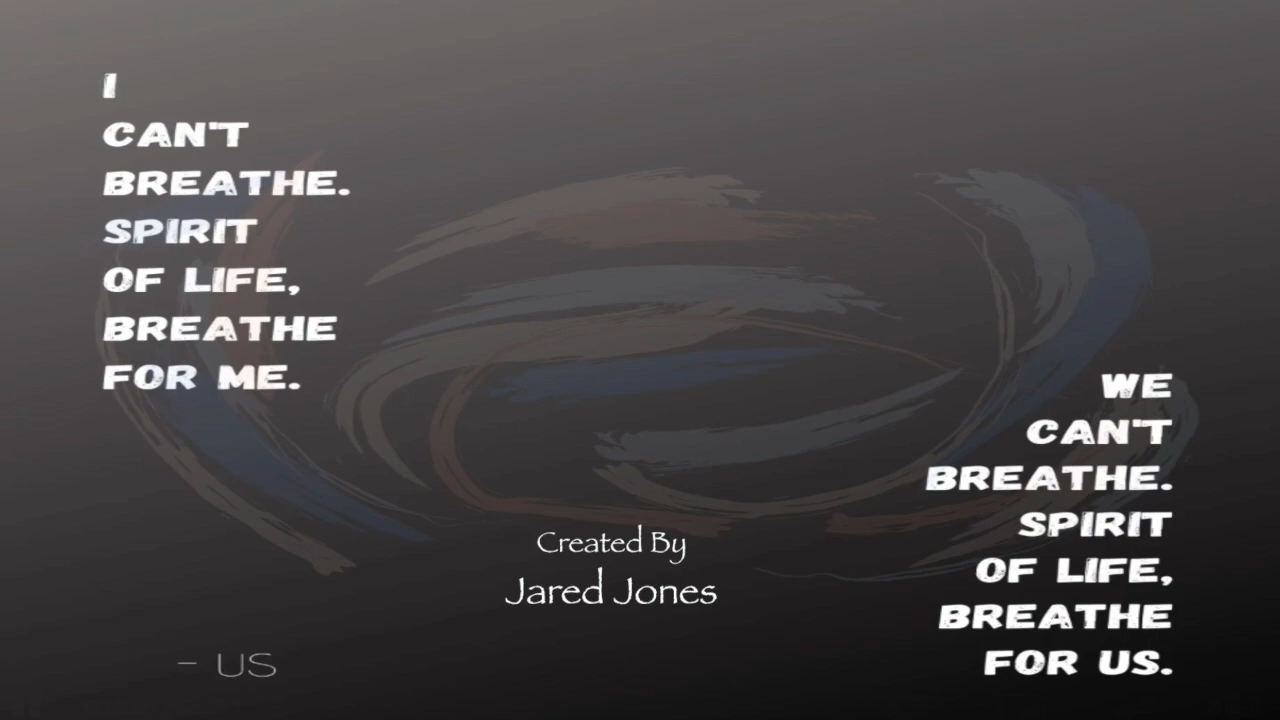 I
CAN'T
BREATHE.
SPIRIT
OF LIFE,
BREATHE
FOR ME.
WE
CAN'T
BREATHE.
SPIRIT
OF LIFE,
BREATHE
FOR US.
Created By
Jared Jones
– US